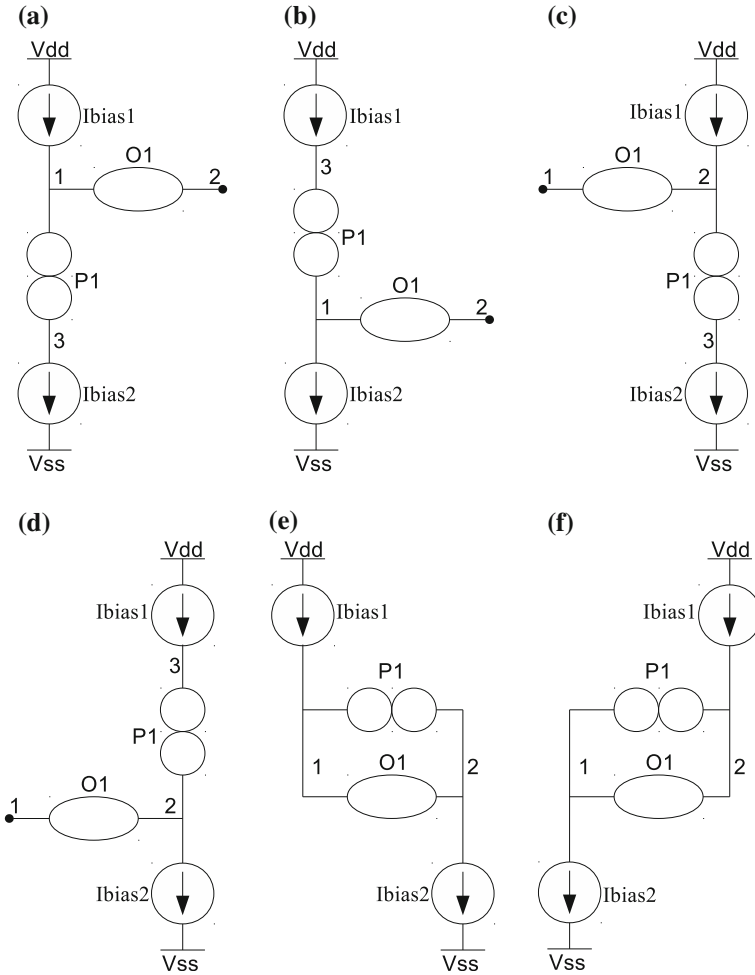 (a)
Vdd
Ibias1
O1
1
2
P1
3
Ibias2
Vss
(b)
Vdd
Ibias1
3
P1
O1
1
2
Ibias2
Vss
(c)
Vdd
Ibias1
O1
1
2
P1
3
Ibias2
Vss
(d)
Vdd
Ibias1
3
P1
O1
1
2
Ibias2
Vss
(e)
Vdd
Ibias1
P1
O1
1
2
Ibias2
Vss
(f)
Vdd
Ibias1
P1
O1
1
2
Ibias2
Vss